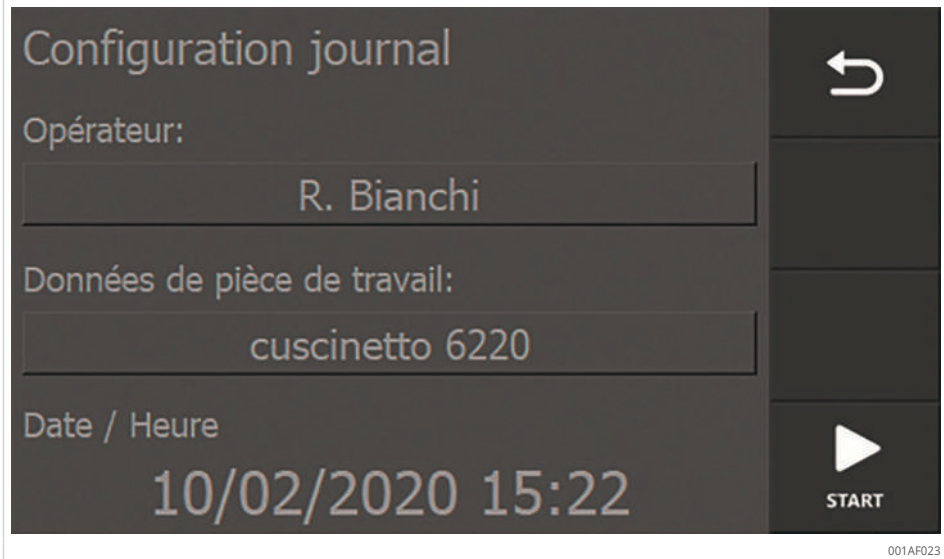 Configuration journal
Opérateur:
R. Bianchi
Données de pièce de travail:
cuscinetto 6220
Date / Heure
10/02/2020 15:22
START
001AF023